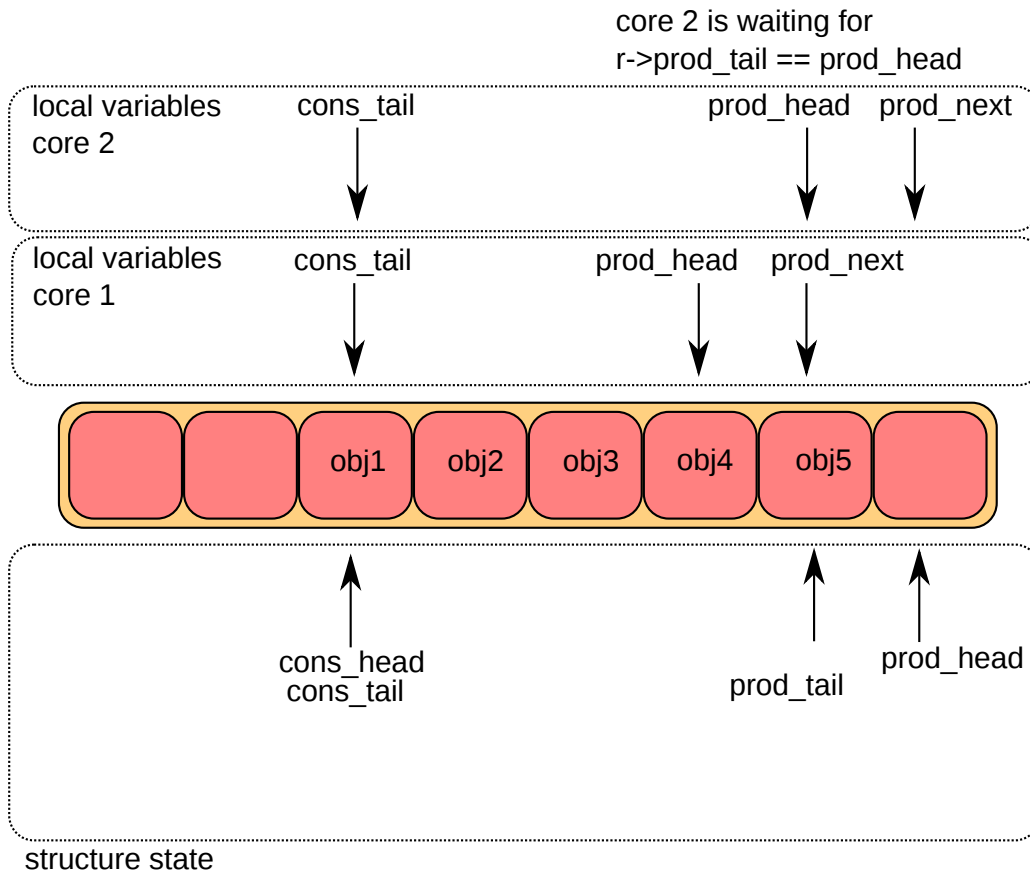 core 2 is waiting for
r->prod_tail == prod_head
local variables
core 2
cons_tail
prod_head
prod_next
local variables
core 1
cons_tail
prod_head
prod_next
obj1
obj2
obj3
obj4
obj5
cons_head
cons_tail
prod_tail
prod_head
structure state